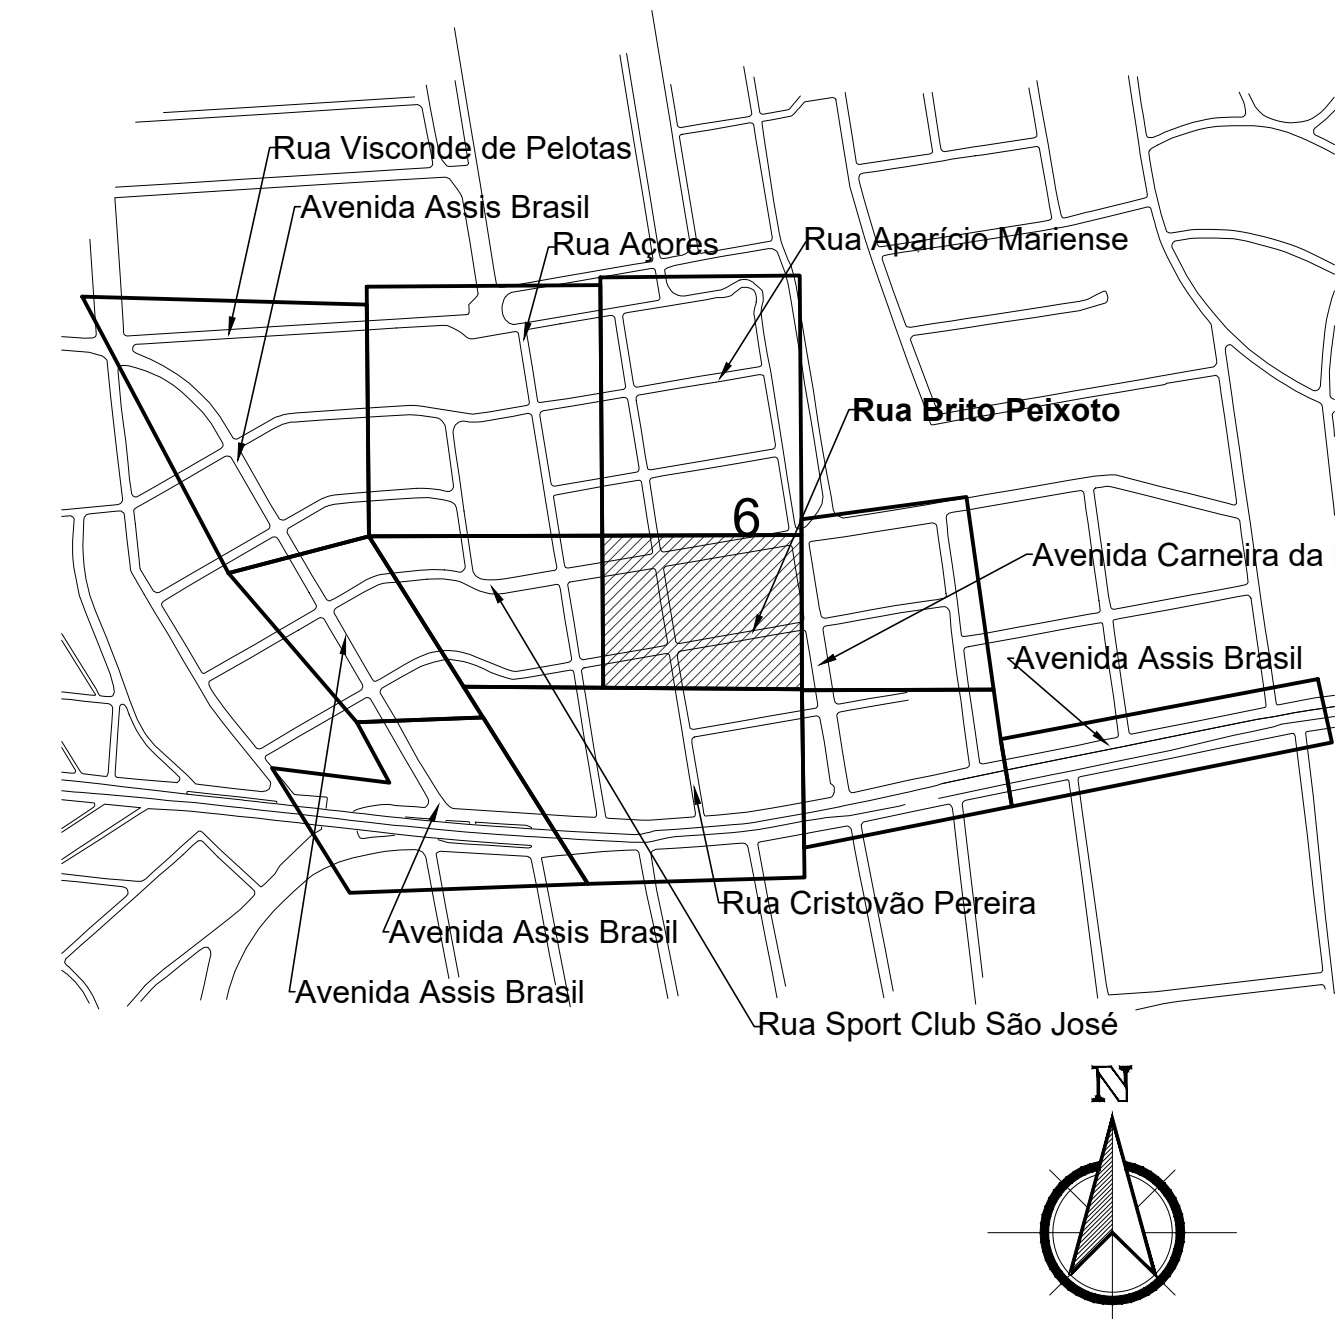 Rua Visconde de Pelotas
Avenida Assis Brasil
Rua Açores
Rua Aparício Mariense
Rua Brito Peixoto
6
Avenida Carneira da
Avenida Assis Brasil
Rua Cristovão Pereira
Avenida Assis Brasil
Avenida Assis Brasil
Rua Sport Club São José
N